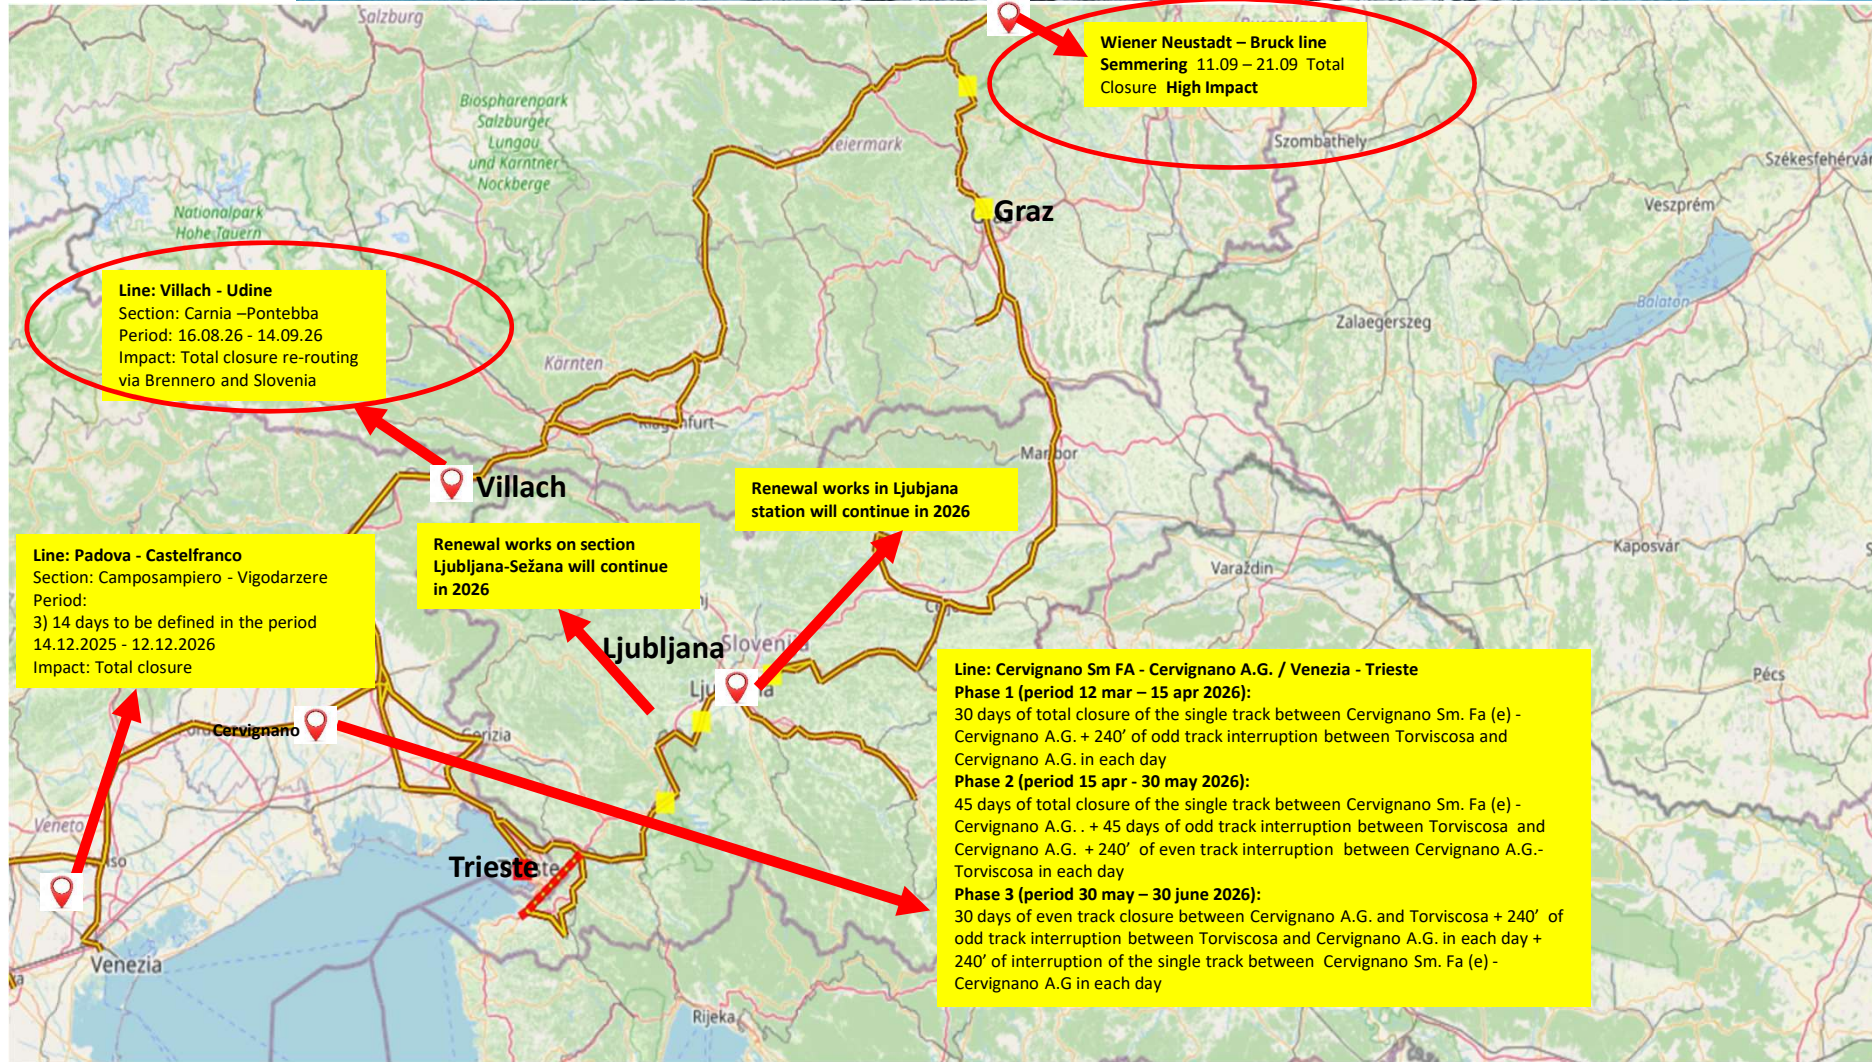 Salzburg
Wiener Neustadt – Bruck line
Semmering 11.09 – 21.09 Total
Closure High Impact
Biospharenpark
Salzburger
Lungau
und Karntner
Nockberge
Steiermark
Szombathely
Székesfehérvár
Nationalpark
Hohe Tauern
Graz
Veszprém
Line: Villach - Udine
Section: Carnia –Pontebba
Period: 16.08.26 - 14.09.26
Impact: Total closure re-routing
via Brennero and Slovenia
Balaton
Zalaegerszeg
Kärnten
Klagenfurt
Maribor
Villach
Renewal works in Ljubjana
station will continue in 2026
Renewal works on section
Ljubljana-Sežana will continue
in 2026
Line: Padova - Castelfranco
Section: Camposampiero - Vigodarzere
Period:
3) 14 days to be defined in the period
14.12.2025 - 12.12.2026
Impact: Total closure
Kaposvár
Varaždin
Ljubljana
Slovenia
Pécs
Cervignano
Gorizia
Line: Cervignano Sm FA - Cervignano A.G. / Venezia - Trieste
Phase 1 (period 12 mar – 15 apr 2026):
30 days of total closure of the single track between Cervignano Sm. Fa (e) -
Cervignano A.G. + 240’ of odd track interruption between Torviscosa and
Cervignano A.G. in each day
Phase 2 (period 15 apr - 30 may 2026):
45 days of total closure of the single track between Cervignano Sm. Fa (e) -
Cervignano A.G. . + 45 days of odd track interruption between Torviscosa and
Cervignano A.G. + 240’ of even track interruption between Cervignano A.G.-
Torviscosa in each day
Phase 3 (period 30 may – 30 june 2026):
30 days of even track closure between Cervignano A.G. and Torviscosa + 240’ of
odd track interruption between Torviscosa and Cervignano A.G. in each day +
240’ of interruption of the single track between Cervignano Sm. Fa (e) -
Cervignano A.G in each day
Veneto
Trieste
Venezia
Rijeka